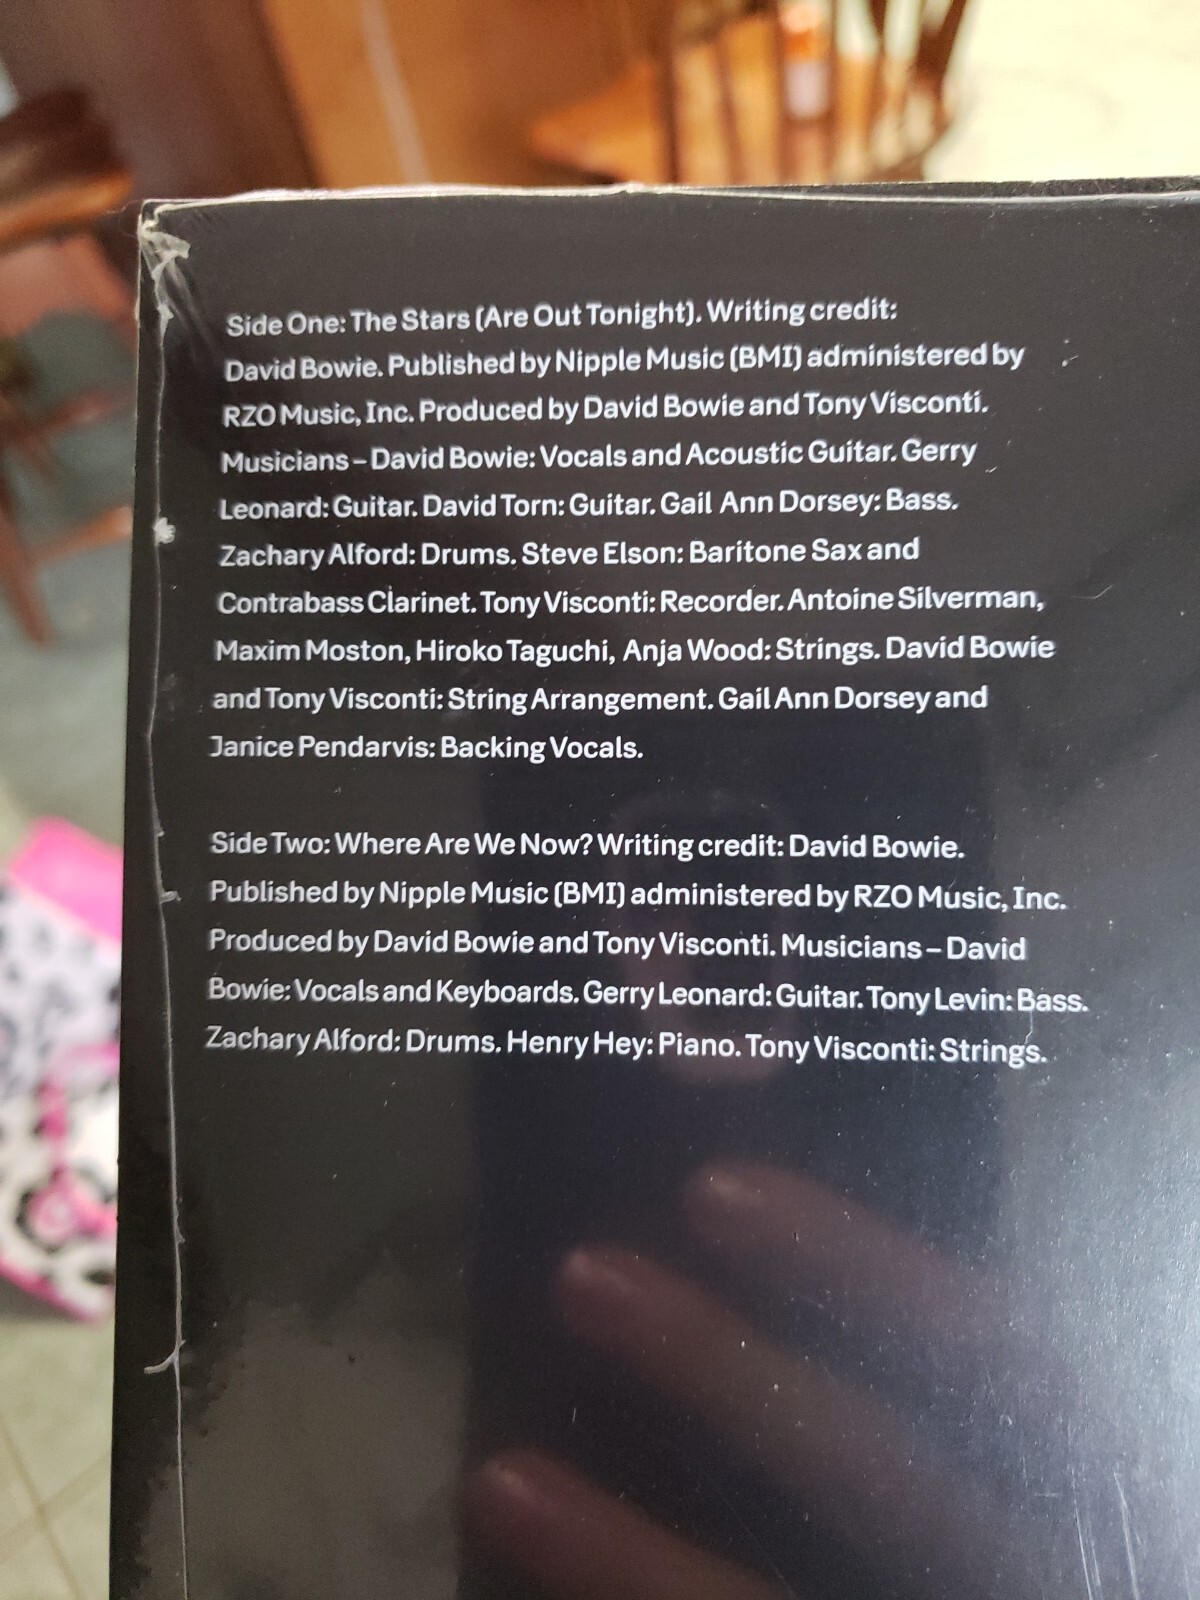 Side One: The Stars (Are Out Tonight). Writing credit:
David Bowie. Published by Nipple Music (BMI) administered by
RZO Music, Inc. Produced by David Bowie and Tony Visconti.
Musicians – David Bowie: Vocals and Acoustic Guitar. Gerry
Leonard: Guitar. David Torn: Guitar. Gail Ann Dorsey: Bass.
Zachary Alford: Drums. Steve Elson: Baritone Sax and
Contrabass Clarinet. Tony Visconti: Recorder. Antoine Silverman,
Maxim Moston, Hiroko Taguchi, Anja Wood: Strings. David Bowie
and Tony Visconti: String Arrangement. Gail Ann Dorsey and
Janice Pendarvis: Backing Vocals.
Side Two: Where Are We Now? Writing credit: David Bowie.
Published by Nipple Music (BMI) administered by RZO Music, Inc.
Produced by David Bowie and Tony Visconti. Musicians – David
Bowie: Vocals and Keyboards. Gerry Leonard: Guitar. Tony Levin: Bass.
Zachary Alford: Drums. Henry Hey: Piano. Tony Visconti: Strings.